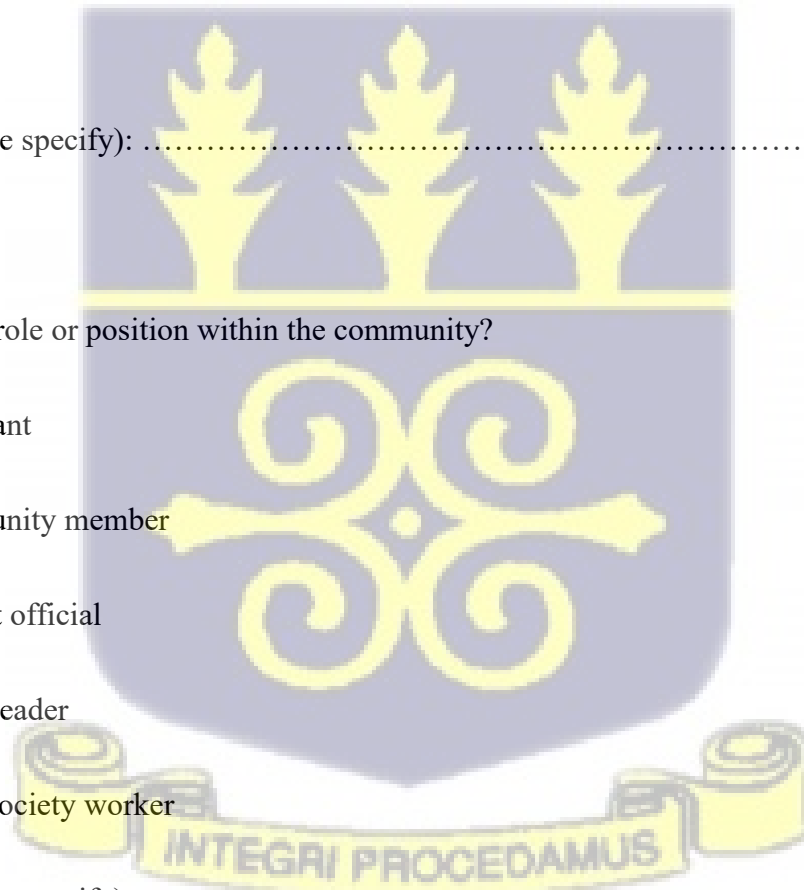 e specify): ……………………………………………………
role or position within the community?
ant
unity member
t official
eader
ociety worker
INTEGRI PROCEDAMUS